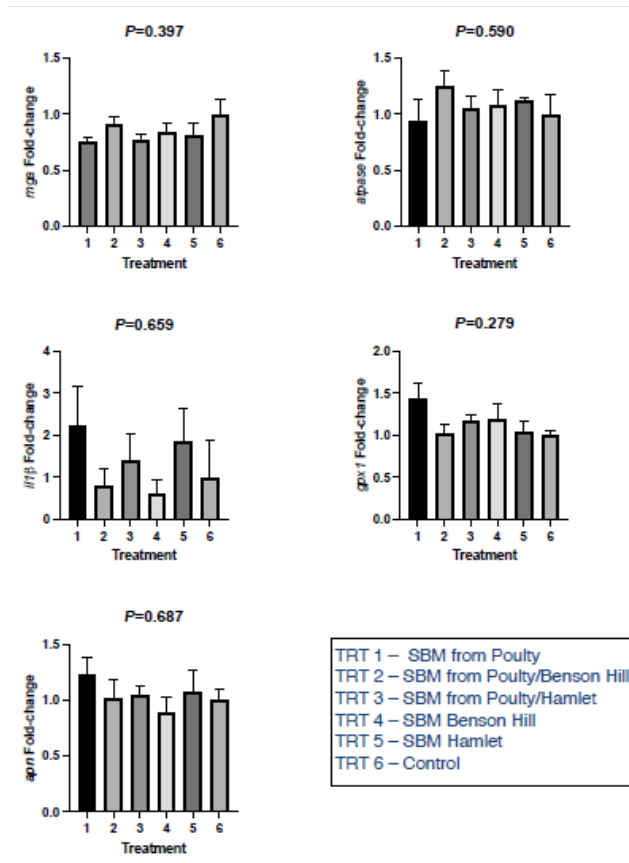 P=0.397
mga Fold-change
1.5
1.0
0.5
0.0
1 2 3 4 5 6
Treatment
P=0.590
atpase Fold-change
1.5
1.0
0.5
0.0
1 2 3 4 5 6
Treatment
P=0.659
il1β Fold-change
4
3
2
1
0
1 2 3 4 5 6
Treatment
P=0.279
gpx1 Fold-change
2.0
1.5
1.0
0.5
0.0
1 2 3 4 5 6
Treatment
P=0.687
apn Fold-change
1.5
1.0
0.5
0.0
1 2 3 4 5 6
Treatment
TRT 1 – SBM from Poulty
TRT 2 – SBM from Poulty/Benson Hill
TRT 3 – SBM from Poulty/Hamlet
TRT 4 – SBM Benson Hill
TRT 5 – SBM Hamlet
TRT 6 – Control